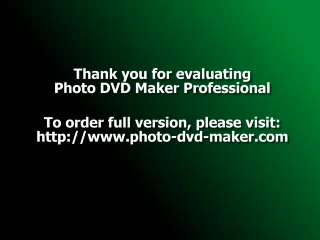 Thank you for evaluating
Photo DVD Maker Professional
To order full version, please visit:
http://www.photo-dvd-maker.com